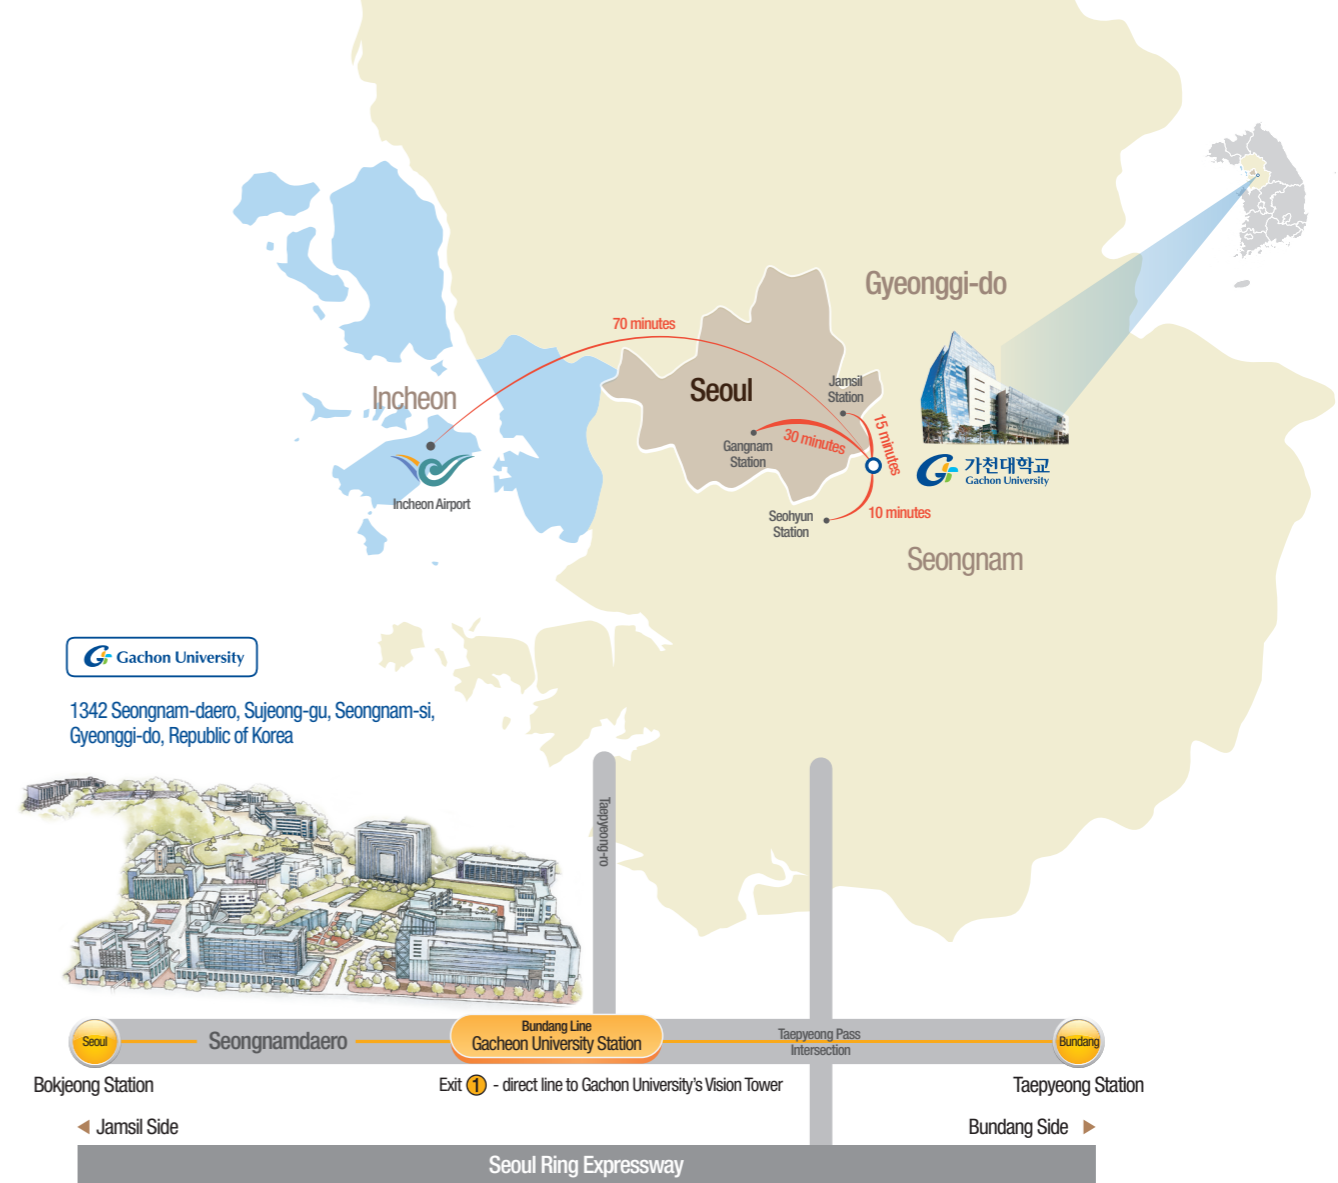 Gyeonggi-do
70 minutes
Seoul
Jamsil
Station
Incheon
15 minutes
30 minutes
Gangnam
Station
가천대학교
Gachon University
Incheon Airport
Seohyun
Station
10 minutes
Seongnam
Gachon University
1342 Seongnam-daero, Sujeong-gu, Seongnam-si,
Gyeonggi-do, Republic of Korea
Taepyeong-ro
Seoul
Seongnamdaero
Bundang Line
Gacheon University Station
Taepyeong Pass
Intersection
Bundang
Bokjeong Station
Exit 1 - direct line to Gachon University's Vision Tower
Taepyeong Station
Jamsil Side
Bundang Side
Seoul Ring Expressway